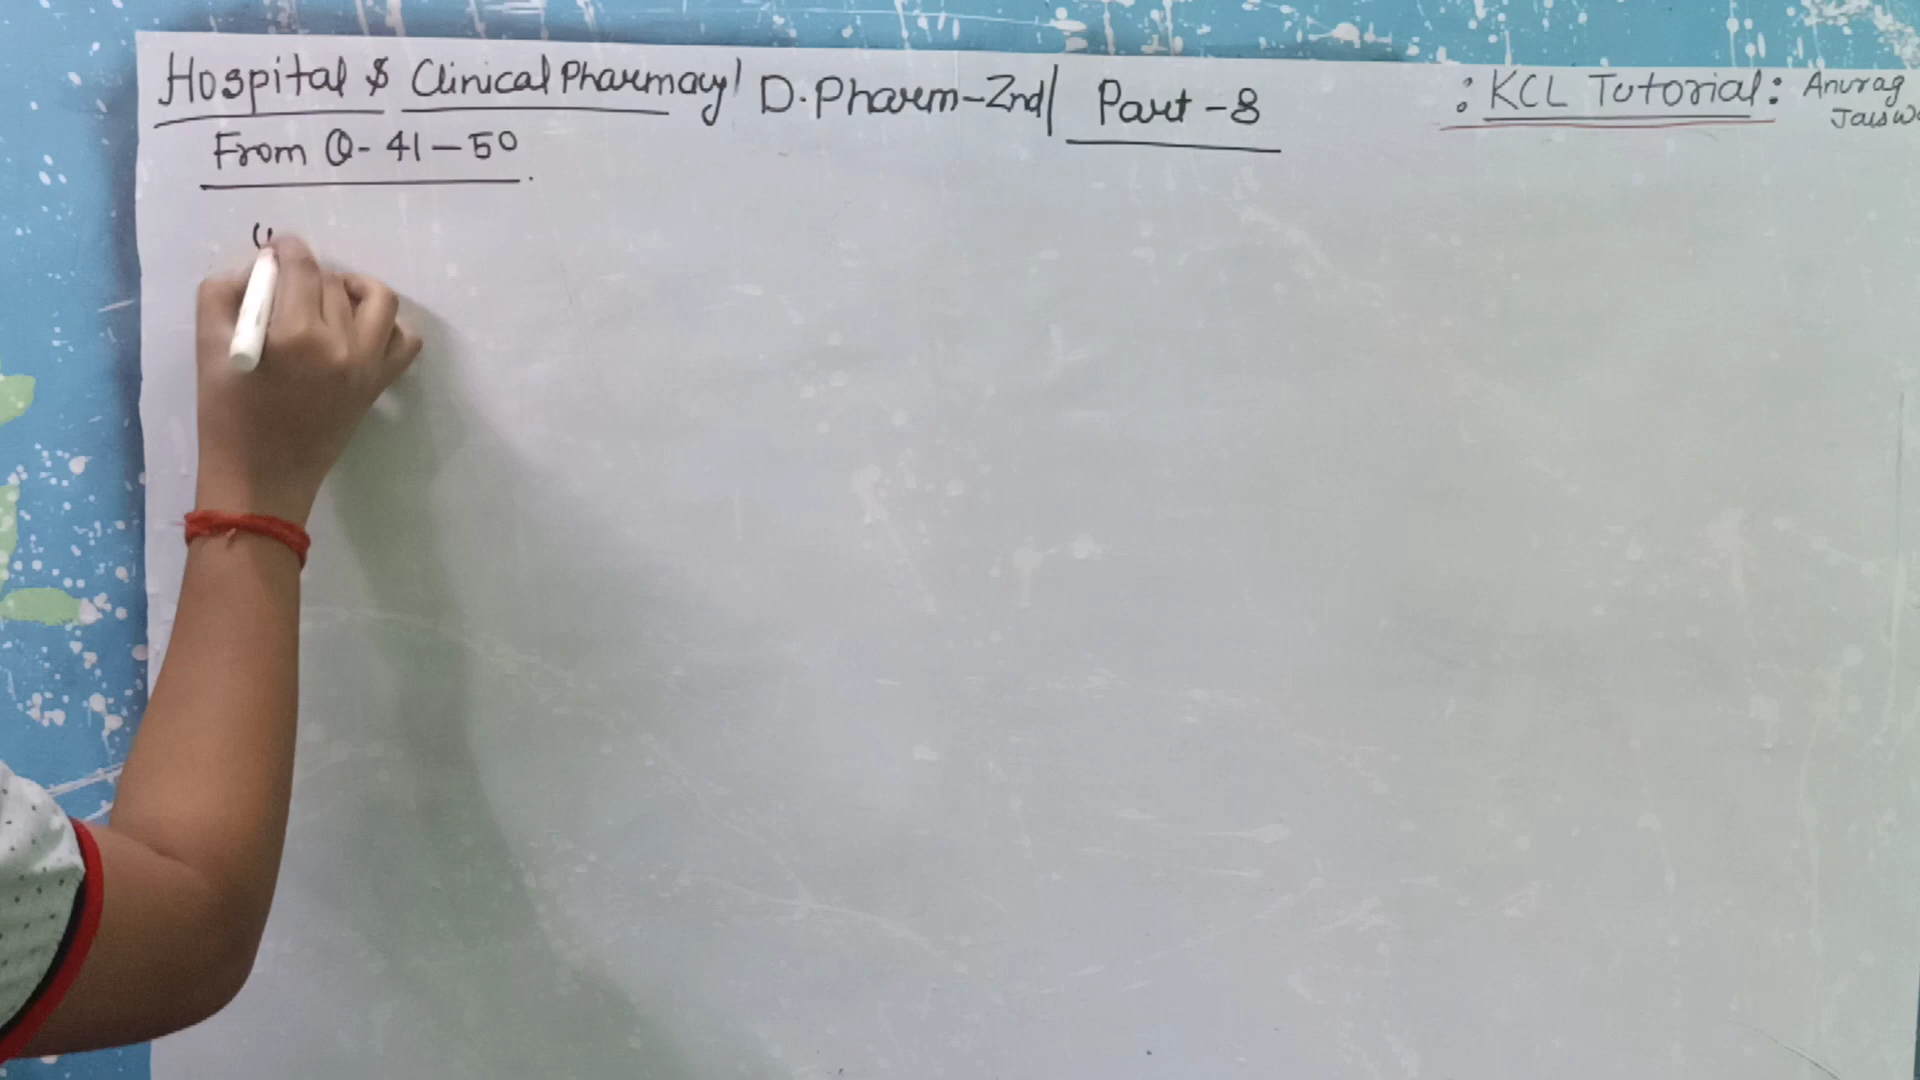 Hospital $ Clinical Pharmacy/ D.Pharm-2nd/ Part-8
:KCL Tutorial: Anurag
From Q- 41-50.